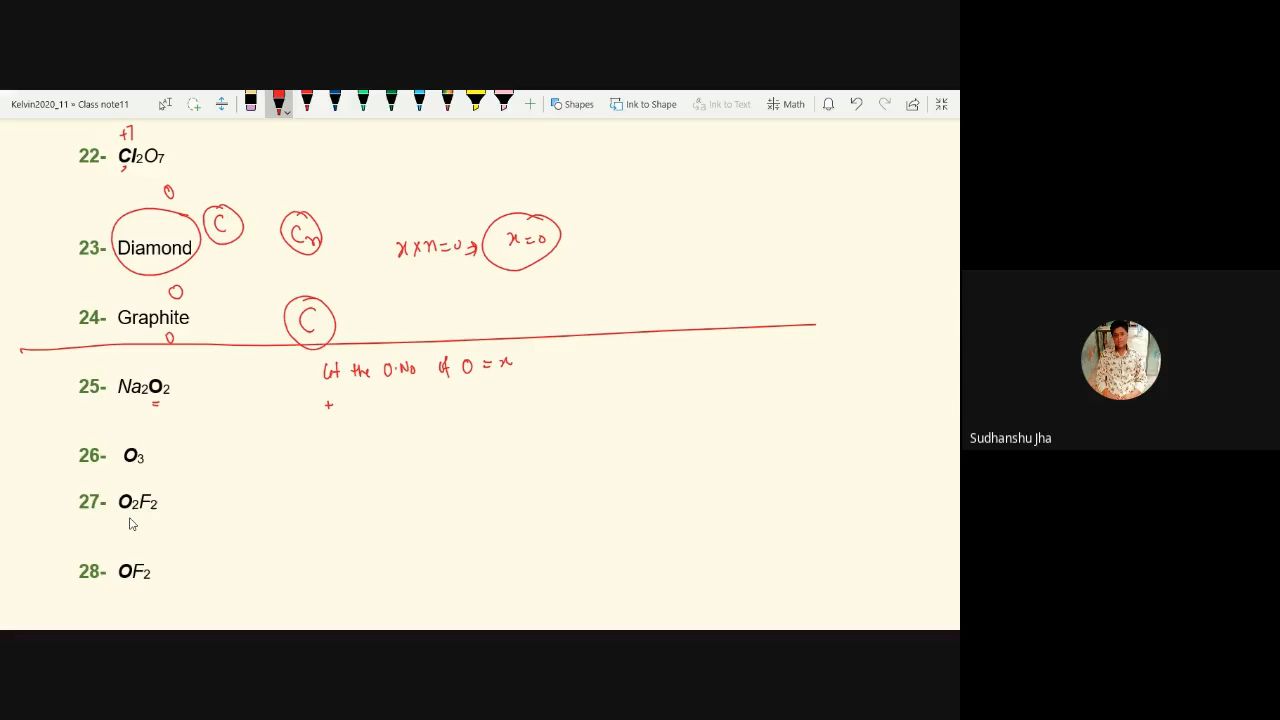 Kelvin2020_11 » Class note11
Shapes
Ink to Shape
Ink to Text
Math
+7
22- Cl2O7
0
23- Diamond
C
Cn
x×n=0⇒ x=0
0
24- Graphite
C
0
Let the O.No of O = x
25- Na2O2
=
+
26- O3
27- O2F2
28- OF2
Sudhanshu Jha